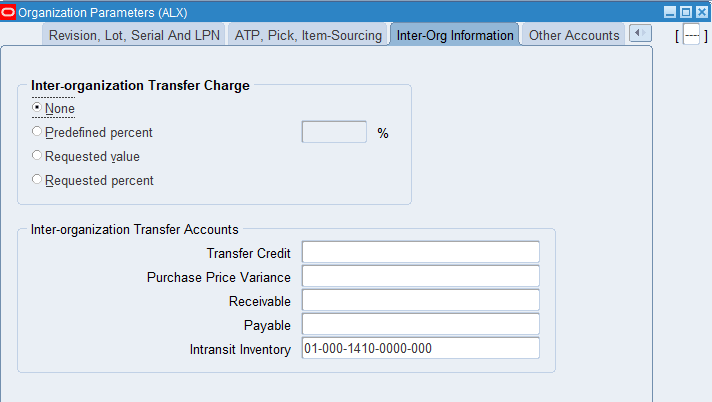 Organization Parameters (ALX)
Revision, Lot, Serial And LPN ATP, Pick, Item-Sourcing Inter-Org Information Other Accounts [ ---- ]
Inter-organization Transfer Charge
None
Predefined percent %
Requested value
Requested percent
Inter-organization Transfer Accounts
Transfer Credit
Purchase Price Variance
Receivable
Payable
Intransit Inventory 01-000-1410-0000-000